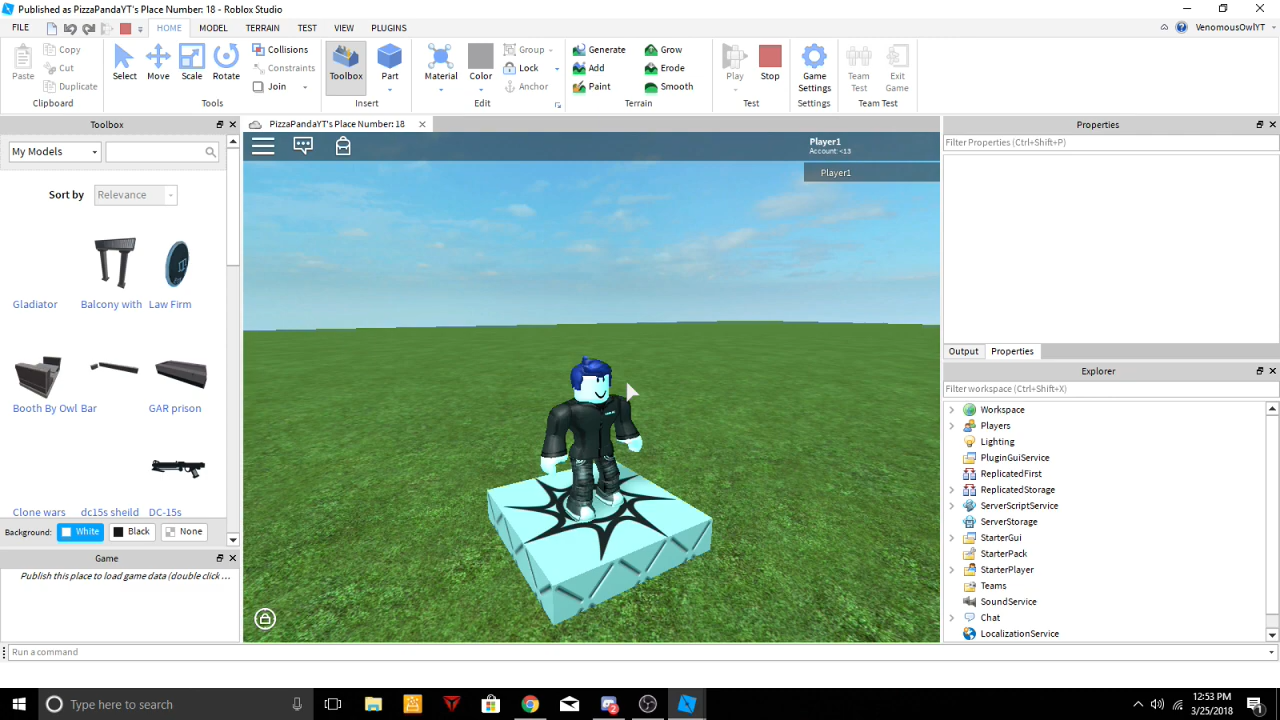 Published as PizzaPandaYT's Place Number: 18 - Roblox Studio
FILE HOME MODEL TERRAIN TEST VIEW PLUGINS VenomousOwlYT
Paste Copy Cut Duplicate
Select Move Scale Rotate
Collisions Constraints Join
Toolbox Part
Material Color
Group Lock Anchor
Generate Add Paint
Grow Erode Smooth
Play Stop
Game Settings
Team Test Exit Game
Clipboard Tools Insert Edit Terrain Test Settings Team Test
Toolbox
My Models
Sort by Relevance
Gladiator Balcony with Law Firm
Booth By Owl Bar GAR prison
Clone wars dc15s sheild DC-15s
Background: White Black None
Game
Publish this place to load game data (double click ...
PizzaPandaYT's Place Number: 18
Player1
Account: <13
Player1
Properties
Filter Properties (Ctrl+Shift+P)
Output Properties
Explorer
Filter workspace (Ctrl+Shift+X)
Workspace
Players
Lighting
PluginGuiService
ReplicatedFirst
ReplicatedStorage
ServerScriptService
ServerStorage
StarterGui
StarterPack
StarterPlayer
Teams
SoundService
Chat
LocalizationService
Run a command
Type here to search
2
12:53 PM
3/25/2018
1